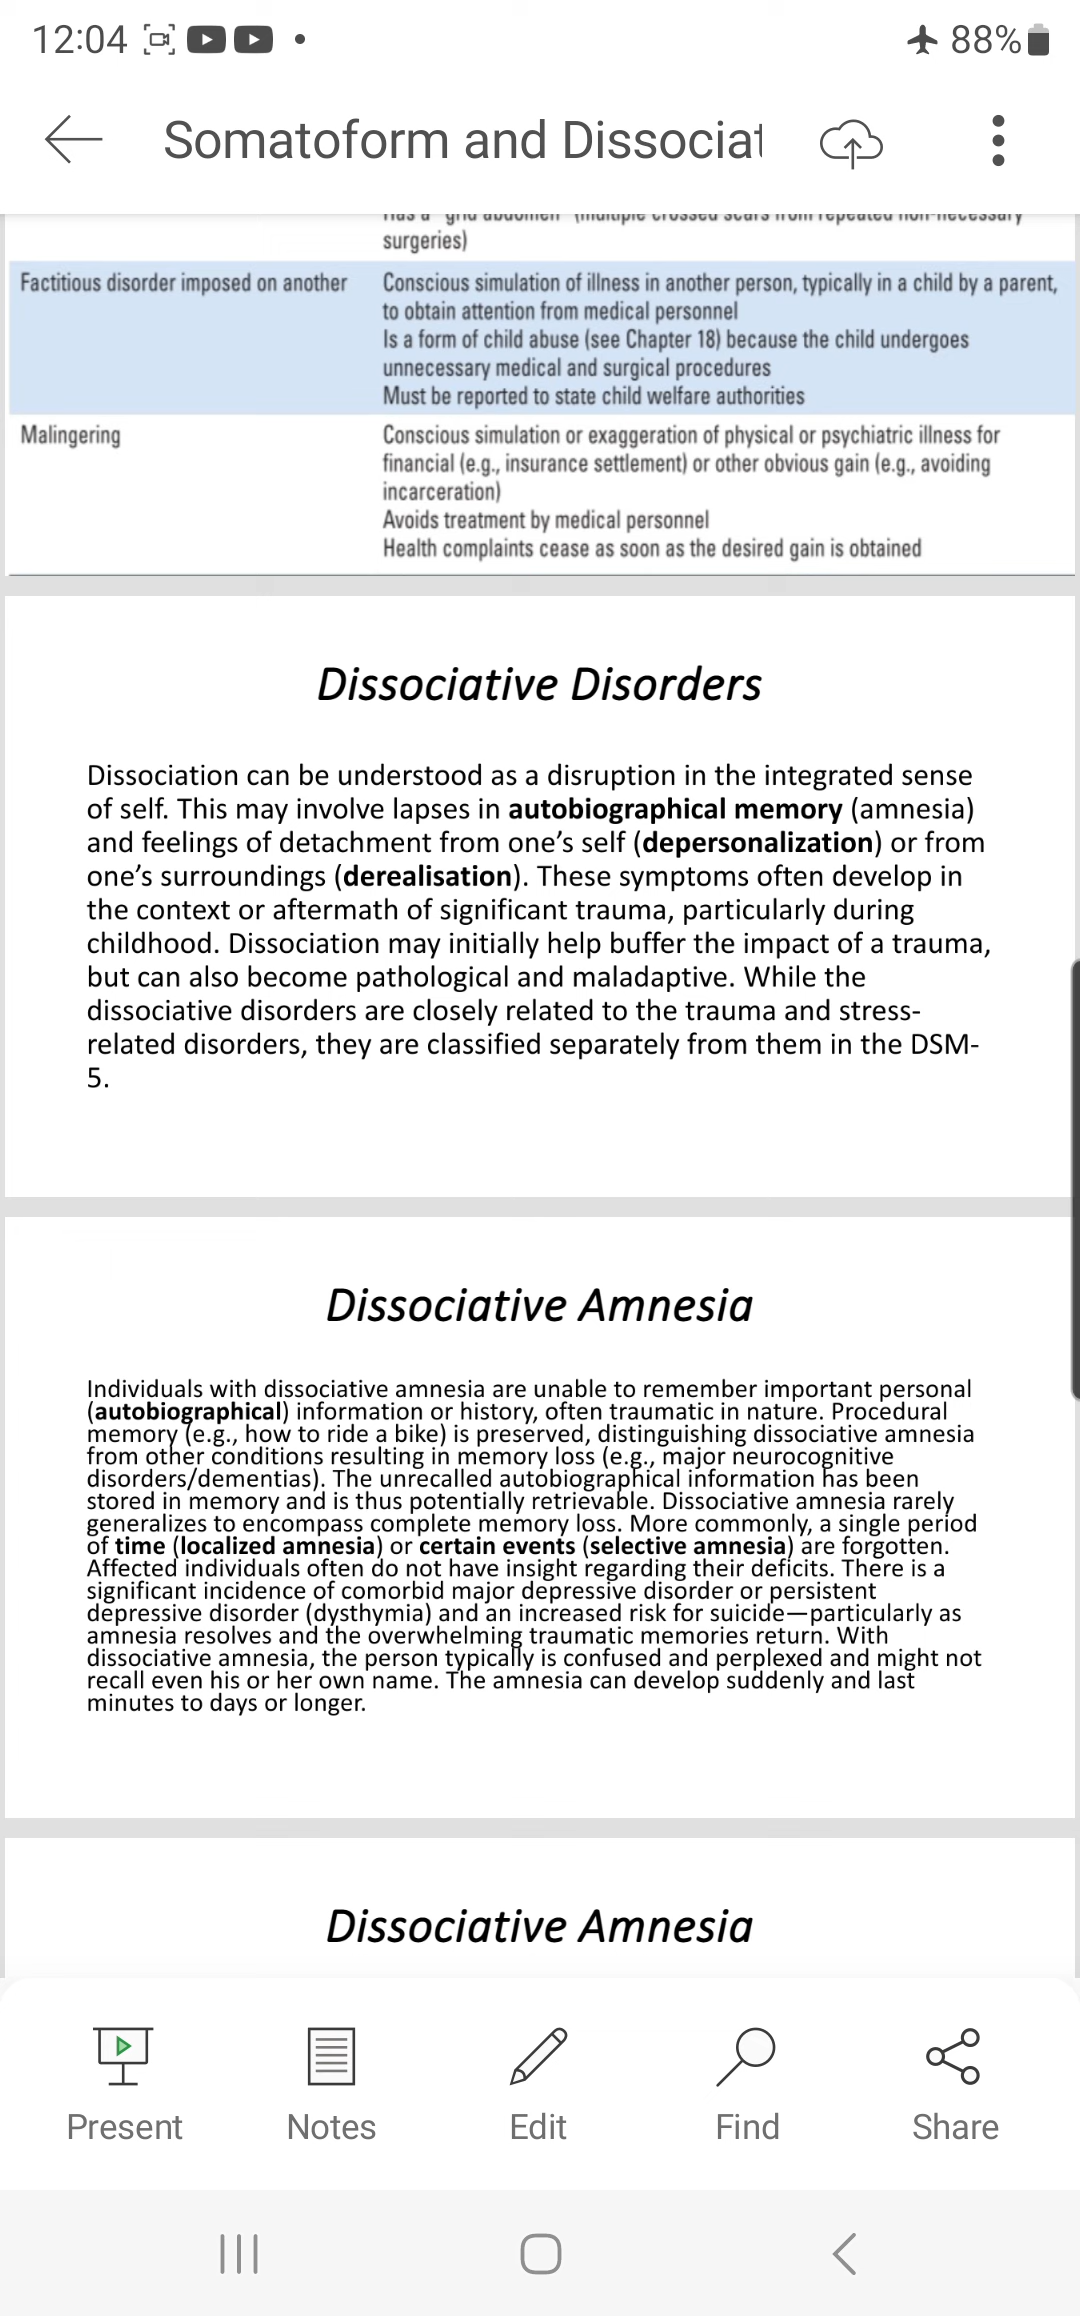 12:04
88%
Somatoform and Dissociat
Has a "grid abdomen" (multiple crossed scars from repeated non-necessary
surgeries)
Factitious disorder imposed on another
Conscious simulation of illness in another person, typically in a child by a parent,
to obtain attention from medical personnel
Is a form of child abuse (see Chapter 18) because the child undergoes
unnecessary medical and surgical procedures
Must be reported to state child welfare authorities
Malingering
Conscious simulation or exaggeration of physical or psychiatric illness for
financial (e.g., insurance settlement) or other obvious gain (e.g., avoiding
incarceration)
Avoids treatment by medical personnel
Health complaints cease as soon as the desired gain is obtained
Dissociative Disorders
Dissociation can be understood as a disruption in the integrated sense
of self. This may involve lapses in autobiographical memory (amnesia)
and feelings of detachment from one’s self (depersonalization) or from
one’s surroundings (derealisation). These symptoms often develop in
the context or aftermath of significant trauma, particularly during
childhood. Dissociation may initially help buffer the impact of a trauma,
but can also become pathological and maladaptive. While the
dissociative disorders are closely related to the trauma and stress-
related disorders, they are classified separately from them in the DSM-
5.
Dissociative Amnesia
Individuals with dissociative amnesia are unable to remember important personal
(autobiographical) information or history, often traumatic in nature. Procedural
memory (e.g., how to ride a bike) is preserved, distinguishing dissociative amnesia
from other conditions resulting in memory loss (e.g., major neurocognitive
disorders/dementias). The unrecalled autobiographical information has been
stored in memory and is thus potentially retrievable. Dissociative amnesia rarely
generalizes to encompass complete memory loss. More commonly, a single period
of time (localized amnesia) or certain events (selective amnesia) are forgotten.
Affected individuals often do not have insight regarding their deficits. There is a
significant incidence of comorbid major depressive disorder or persistent
depressive disorder (dysthymia) and an increased risk for suicide—particularly as
amnesia resolves and the overwhelming traumatic memories return. With
dissociative amnesia, the person typically is confused and perplexed and might not
recall even his or her own name. The amnesia can develop suddenly and last
minutes to days or longer.
Dissociative Amnesia
Present
Notes
Edit
Find
Share